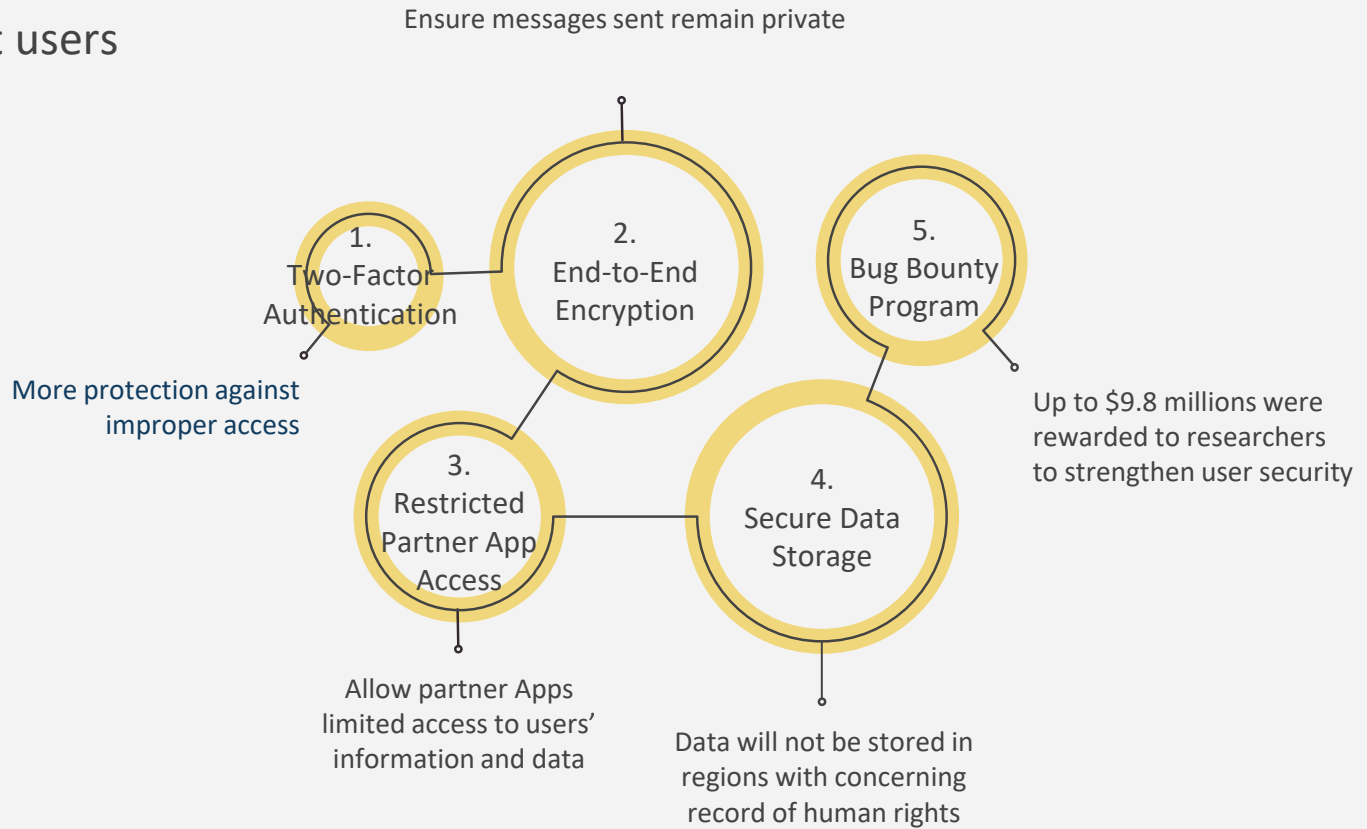 users
Ensure messages sent remain private
1.
Two-Factor
Authentication
More protection against
improper access
2.
End-to-End
Encryption
3.
Restricted
Partner App
Access
Allow partner Apps
limited access to users’
information and data
4.
Secure Data
Storage
Data will not be stored in
regions with concerning
record of human rights
5.
Bug Bounty
Program
Up to $9.8 millions were
rewarded to researchers
to strengthen user security